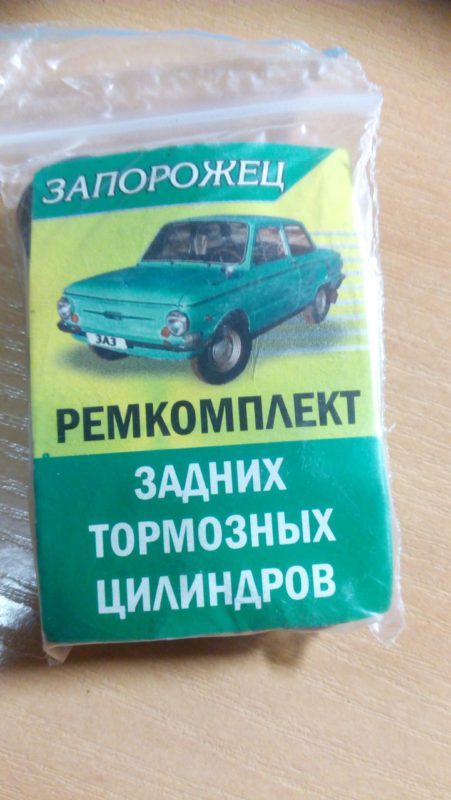 ЗАПОРОЖЕЦ
ЗАЗ
РЕМКОМПЛЕКТ
ЗАДНИХ
ТОРМОЗНЫХ
ЦИЛИНДРОВ